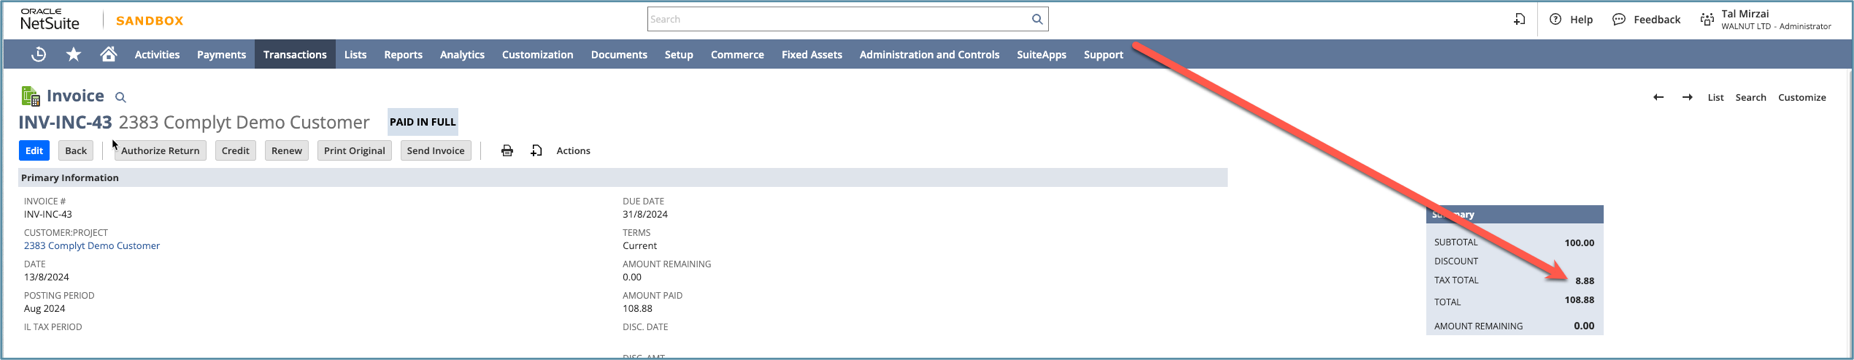 ORACLE
NetSuite
SANDBOX
Search
Help
Feedback
Tal Mirzai
WALNUT LTD - Administrator
Activities Payments Transactions Lists Reports Analytics Customization Documents Setup Commerce Fixed Assets Administration and Controls SuiteApps Support
Invoice
List Search Customize
INV-INC-43 2383 Complyt Demo Customer PAID IN FULL
Edit Back Authorize Return Credit Renew Print Original Send Invoice Actions
Primary Information
INVOICE #
INV-INC-43
CUSTOMER:PROJECT
2383 Complyt Demo Customer
DATE
13/8/2024
POSTING PERIOD
Aug 2024
IL TAX PERIOD
DUE DATE
31/8/2024
TERMS
Current
AMOUNT REMAINING
0.00
AMOUNT PAID
108.88
DISC. DATE
DISC. AMT
Summary
SUBTOTAL 100.00
DISCOUNT
TAX TOTAL 8.88
TOTAL 108.88
AMOUNT REMAINING 0.00